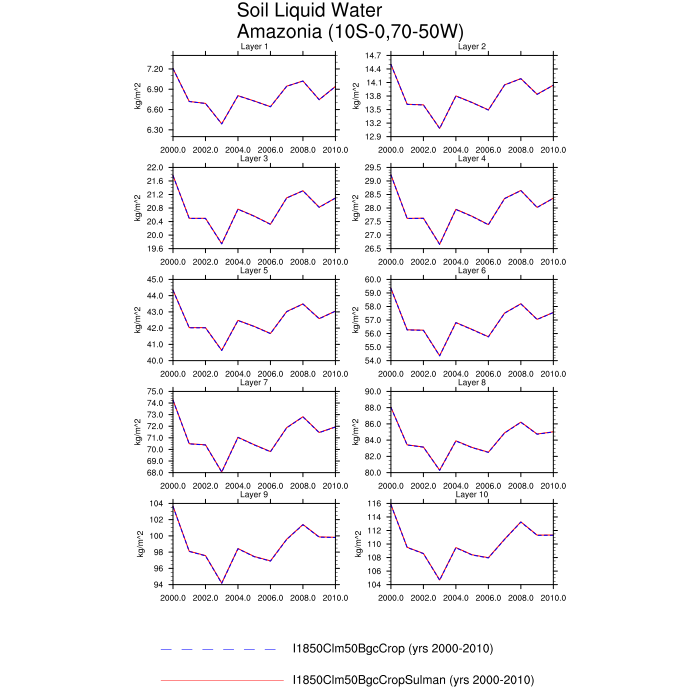 Soil Liquid Water
Amazonia (10S-0,70-50W)
Layer 1
Layer 2
7.20
6.90
6.60
6.30
kg/m^2
2000.0 2002.0 2004.0 2006.0 2008.0 2010.0
14.7
14.4
14.1
13.8
13.5
13.2
12.9
kg/m^2
2000.0 2002.0 2004.0 2006.0 2008.0 2010.0
Layer 3
Layer 4
22.0
21.6
21.2
20.8
20.4
20.0
19.6
kg/m^2
2000.0 2002.0 2004.0 2006.0 2008.0 2010.0
29.5
29.0
28.5
28.0
27.5
27.0
26.5
kg/m^2
2000.0 2002.0 2004.0 2006.0 2008.0 2010.0
Layer 5
Layer 6
45.0
44.0
43.0
42.0
41.0
40.0
kg/m^2
2000.0 2002.0 2004.0 2006.0 2008.0 2010.0
60.0
59.0
58.0
57.0
56.0
55.0
54.0
kg/m^2
2000.0 2002.0 2004.0 2006.0 2008.0 2010.0
Layer 7
Layer 8
75.0
74.0
73.0
72.0
71.0
70.0
69.0
68.0
kg/m^2
2000.0 2002.0 2004.0 2006.0 2008.0 2010.0
90.0
88.0
86.0
84.0
82.0
80.0
kg/m^2
2000.0 2002.0 2004.0 2006.0 2008.0 2010.0
Layer 9
Layer 10
104
102
100
98
96
94
kg/m^2
2000.0 2002.0 2004.0 2006.0 2008.0 2010.0
116
114
112
110
108
106
104
kg/m^2
2000.0 2002.0 2004.0 2006.0 2008.0 2010.0
I1850Clm50BgcCrop (yrs 2000-2010)
I1850Clm50BgcCropSulman (yrs 2000-2010)